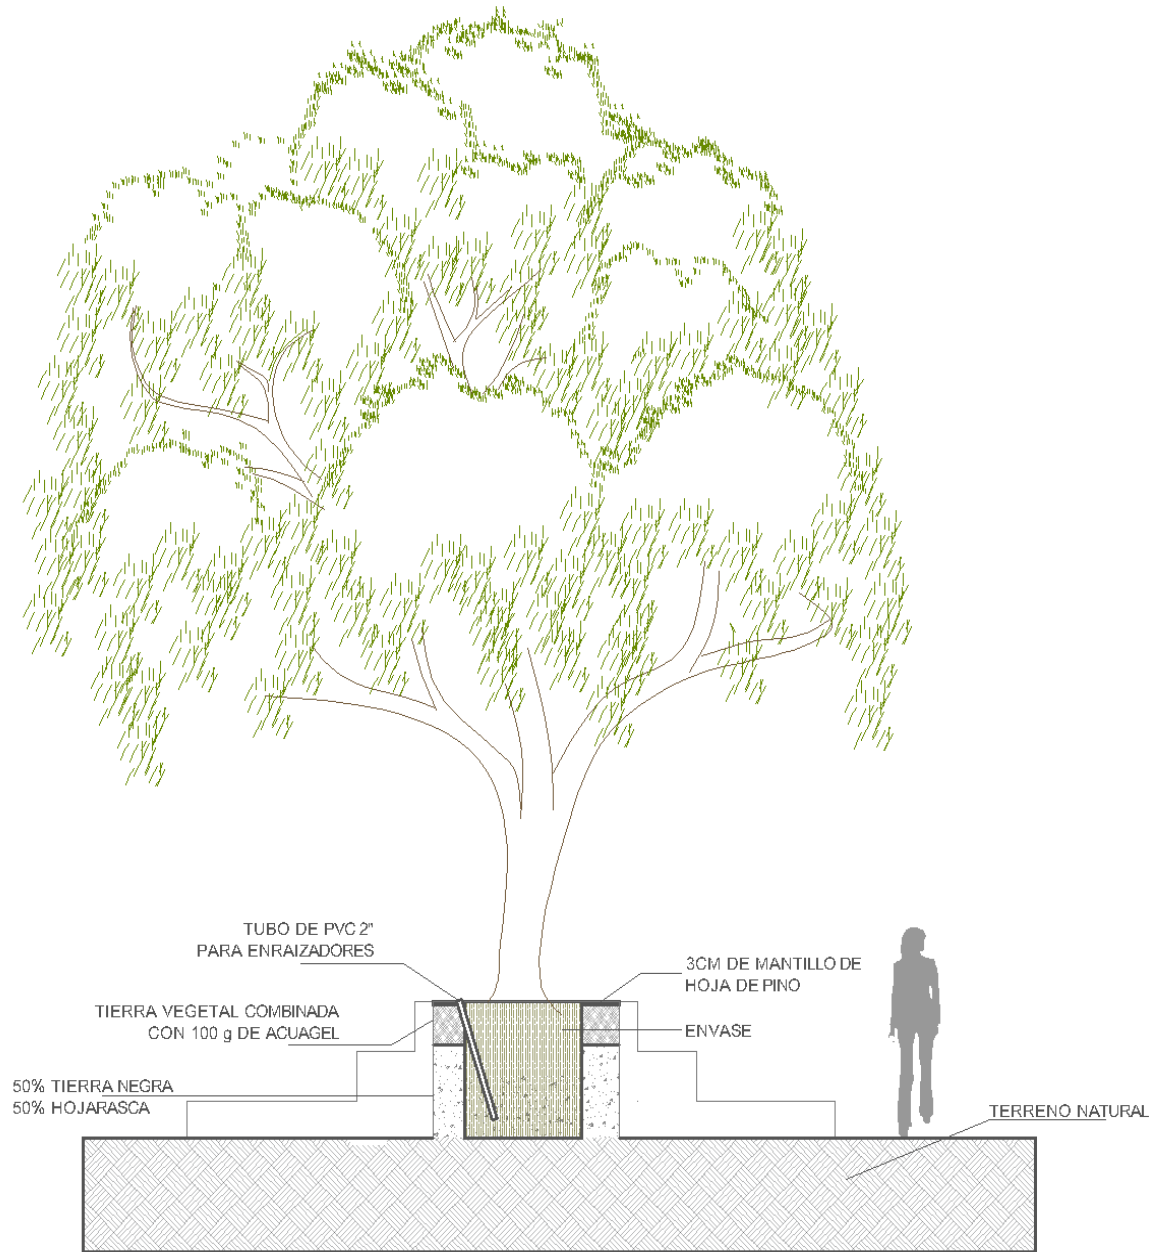 TUBO DE PVC 2"
PARA ENRAIZADORES
3CM DE MANTILLO DE
HOJA DE PINO
TIERRA VEGETAL COMBINADA
CON 100 g DE ACUAGEL
ENVASE
50% TIERRA NEGRA
50% HOJARASCA
TERRENO NATURAL